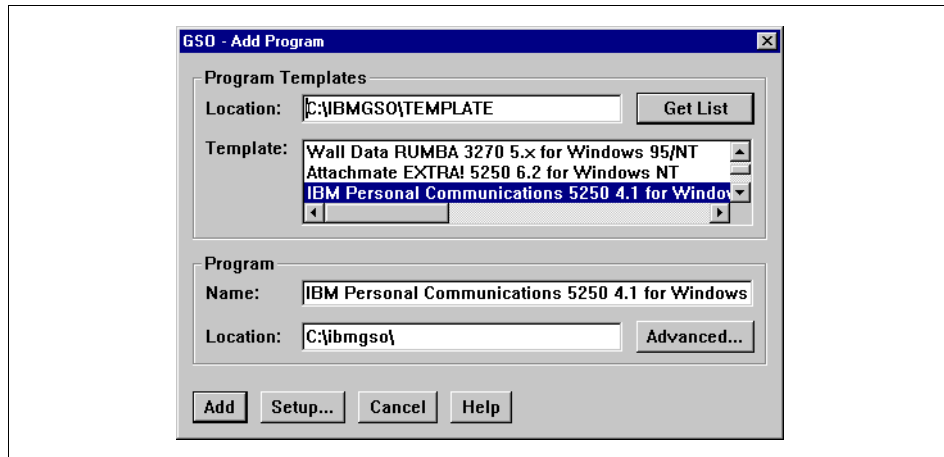 GSO - Add Program
Program Templates
Location: C:\IBMGSO\TEMPLATE Get List
Template: Wall Data RUMBA 3270 5.x for Windows 95/NT
Attachmate EXTRA! 5250 6.2 for Windows NT
IBM Personal Communications 5250 4.1 for Window
Program
Name: IBM Personal Communications 5250 4.1 for Windows
Location: C:\ibmgso\ Advanced...
Add Setup... Cancel Help